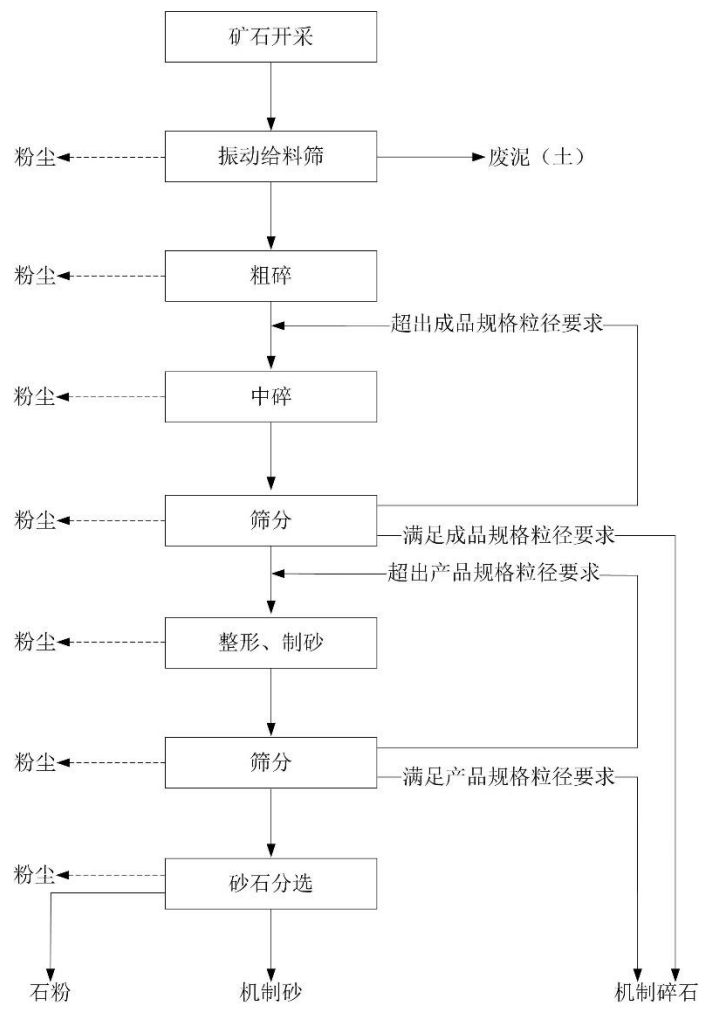 矿石开采
粉尘
振动给料筛
废泥（土）
粉尘
粗碎
超出成品规格粒径要求
粉尘
中碎
粉尘
筛分
满足成品规格粒径要求
超出产品规格粒径要求
粉尘
整形、制砂
粉尘
筛分
满足产品规格粒径要求
粉尘
砂石分选
石粉
机制砂
机制碎石